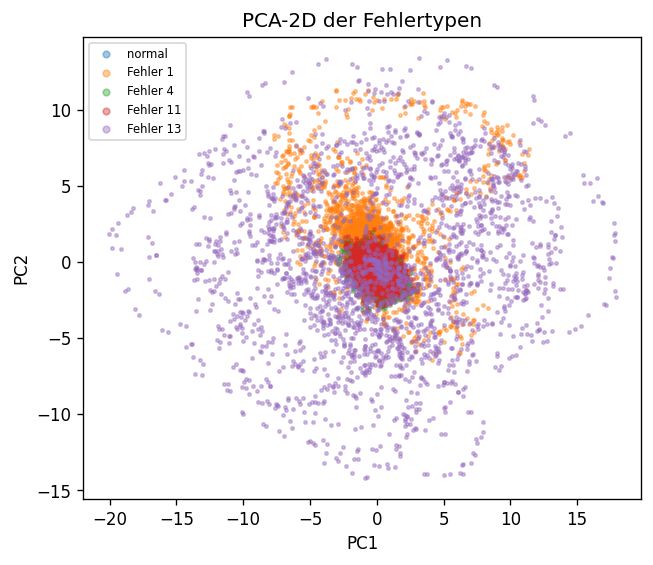 PCA-2D der Fehlertypen
normal
Fehler 1
Fehler 4
Fehler 11
Fehler 13
10
5
0
−5
−10
−15
PC2
−20
−15
−10
−5
0
5
10
15
PC1